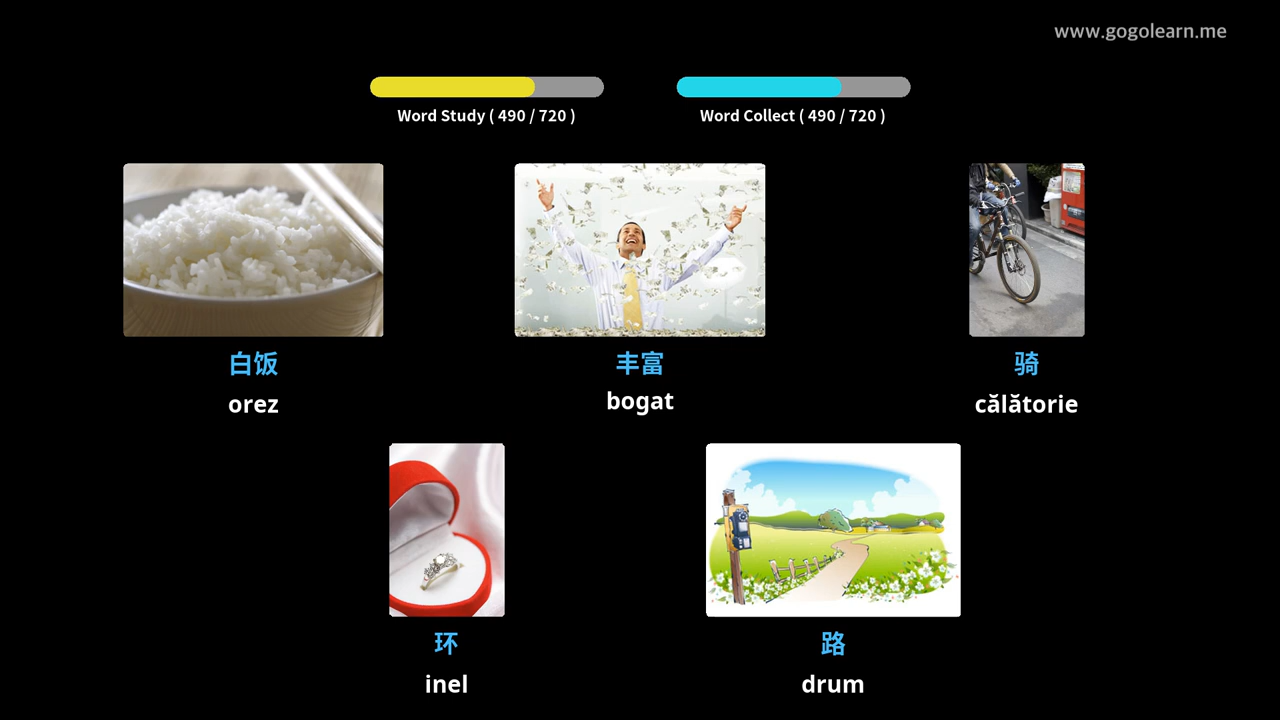 www.gogolearn.me
Word Study ( 490 / 720 )
Word Collect ( 490 / 720 )
白饭
orez
丰富
bogat
骑
călătorie
环
inel
路
drum